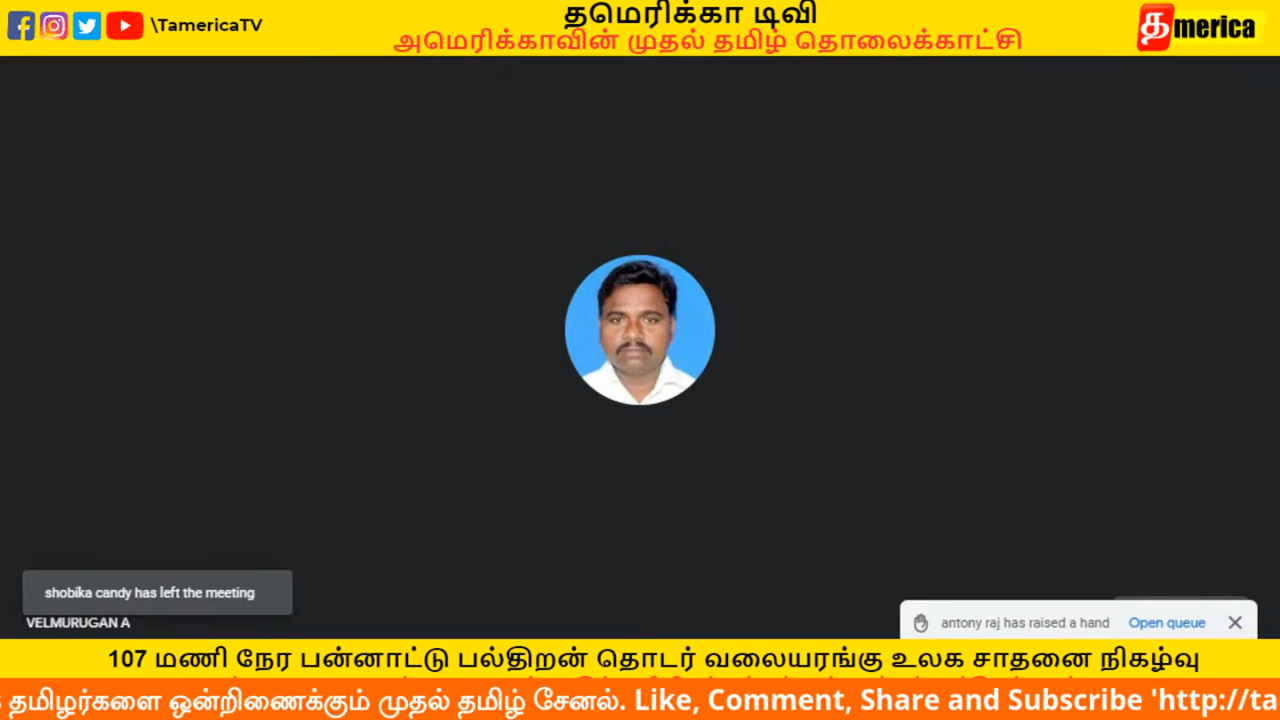 \TamericaTV
தமெரிக்கா டிவி
அமெரிக்காவின் முதல் தமிழ் தொலைக்காட்சி
தmerica
shobika candy has left the meeting
VELMURUGAN A
antony raj has raised a hand Open queue
107 மணி நேர பன்னாட்டு பல்திறன் தொடர் வலையரங்கு உலக சாதனை நிகழ்வு
தமிழர்களை ஒன்றிணைக்கும் முதல் தமிழ் சேனல். Like, Comment, Share and Subscribe 'http://ta